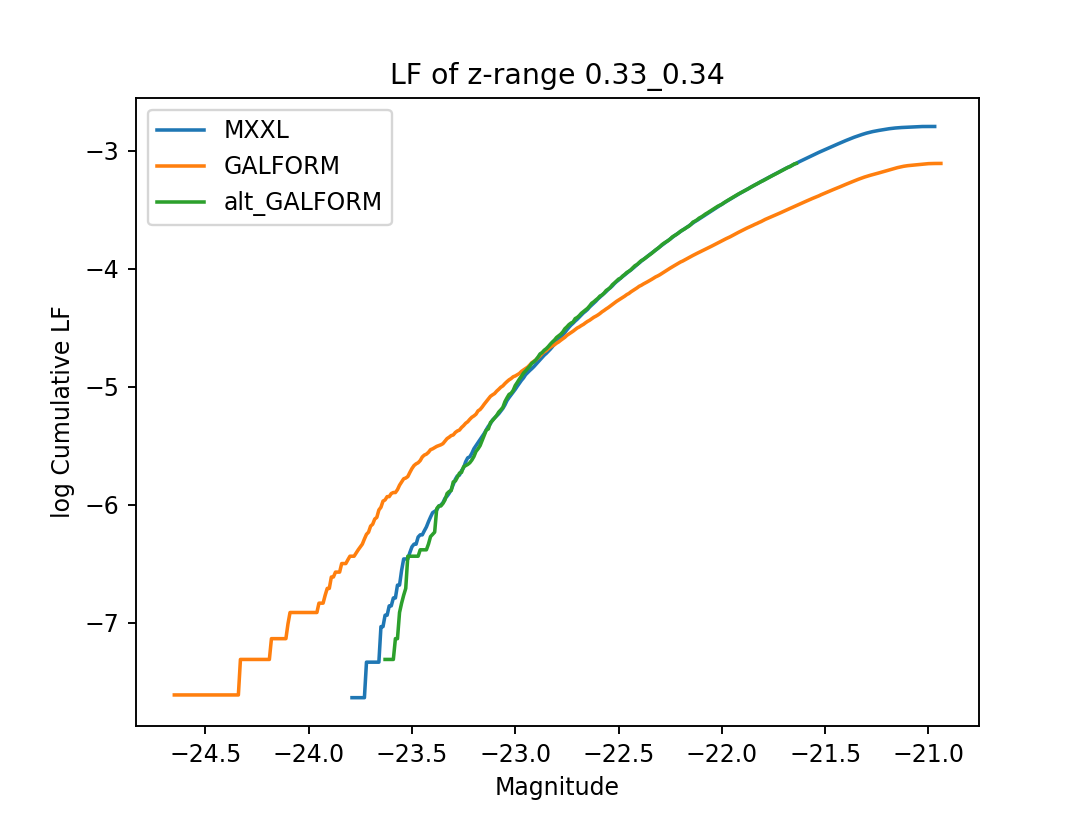 LF of z-range 0.33_0.34
MXXL
GALFORM
alt_GALFORM
log Cumulative LF
−3
−4
−5
−6
−7
−24.5 −24.0 −23.5 −23.0 −22.5 −22.0 −21.5 −21.0
Magnitude